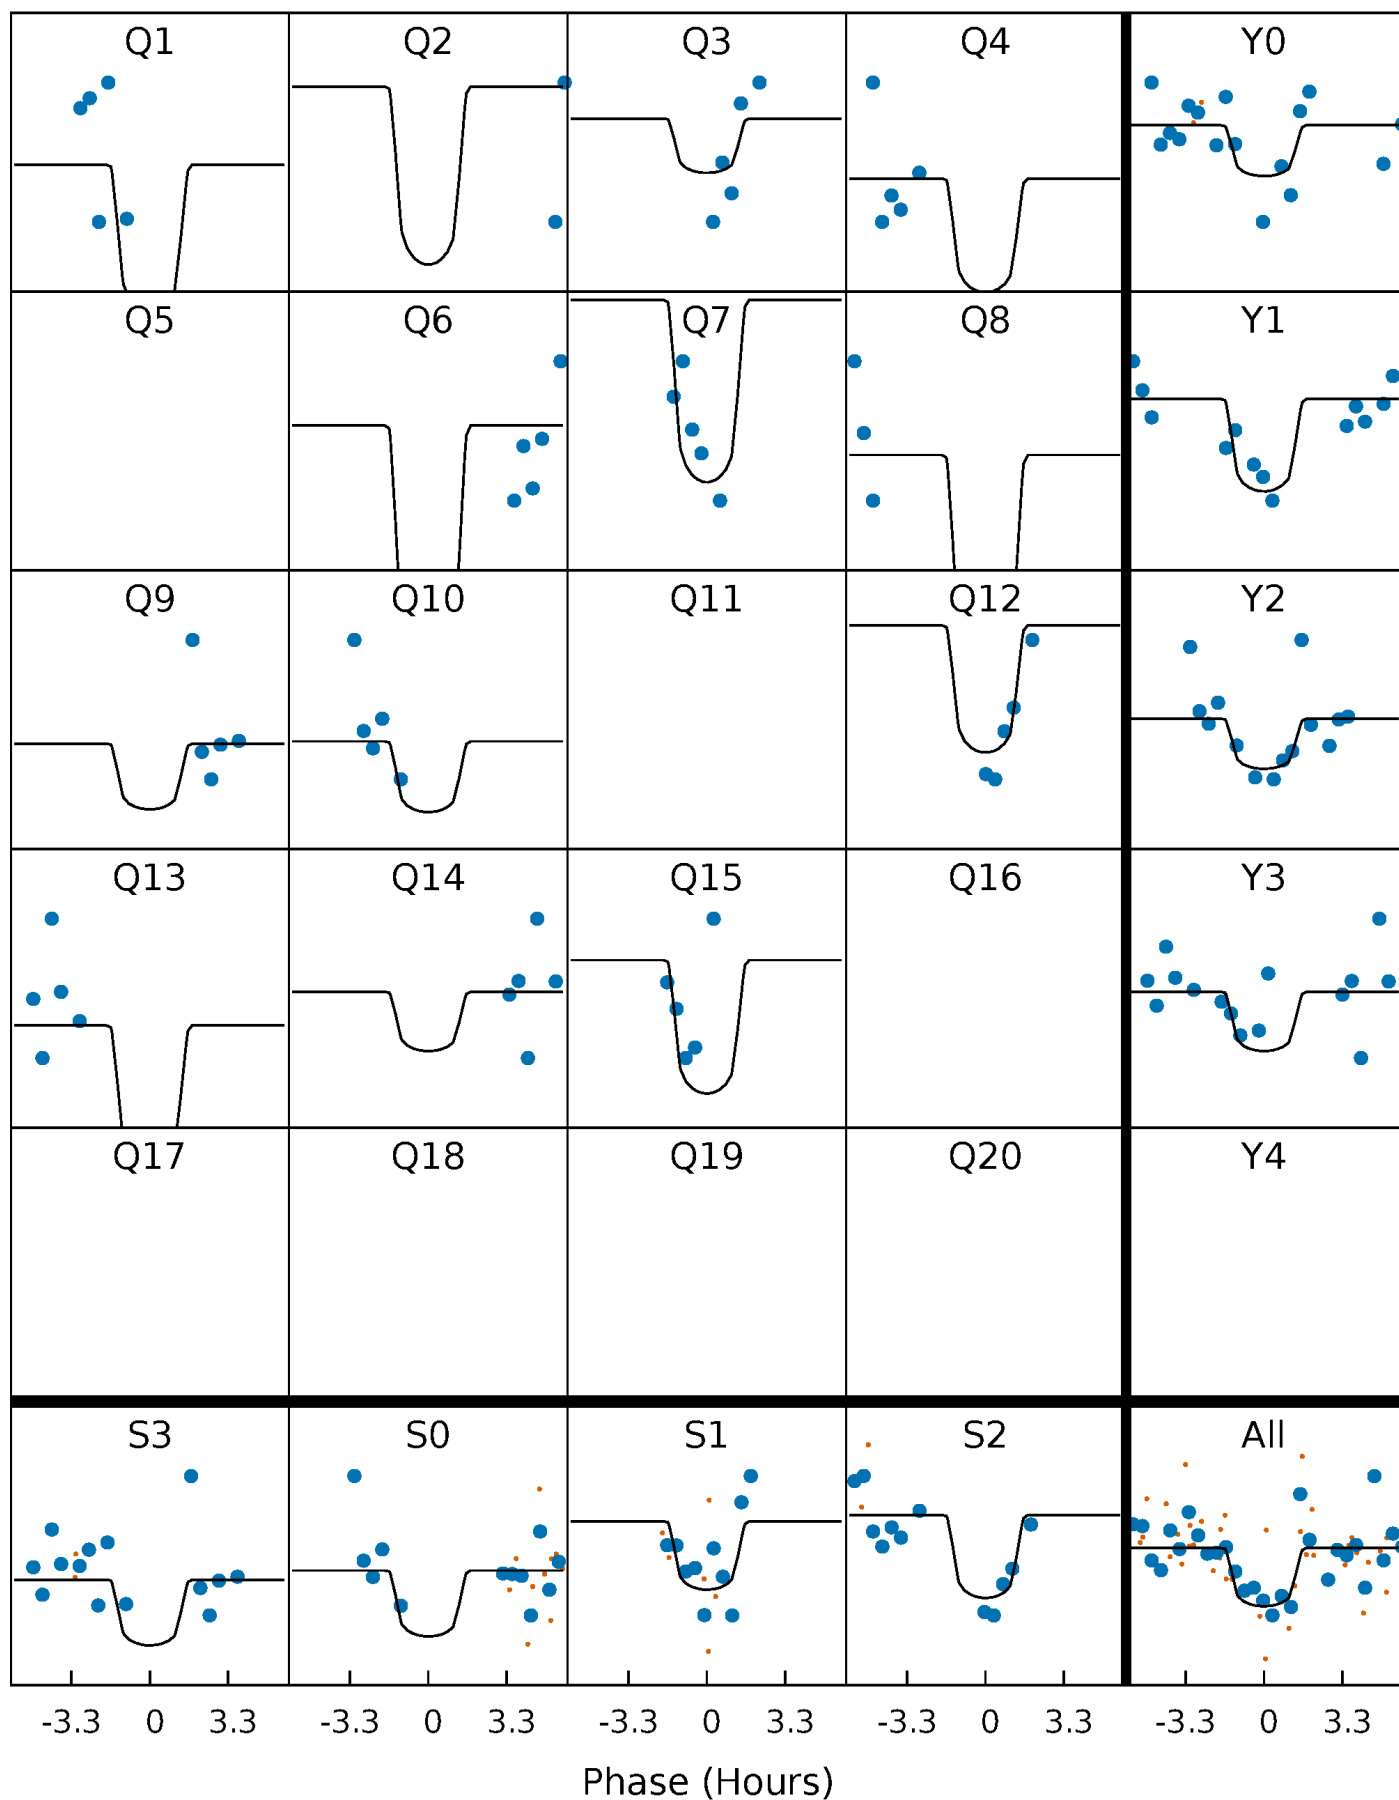 Q1 Q2 Q3 Q4 Y0
Q5 Q6 Q7 Q8 Y1
Q9 Q10 Q11 Q12 Y2
Q13 Q14 Q15 Q16 Y3
Q17 Q18 Q19 Q20 Y4
S3 S0 S1 S2 All
-3.3 0 3.3 -3.3 0 3.3 -3.3 0 3.3 -3.3 0 3.3 -3.3 0 3.3
Phase (Hours)